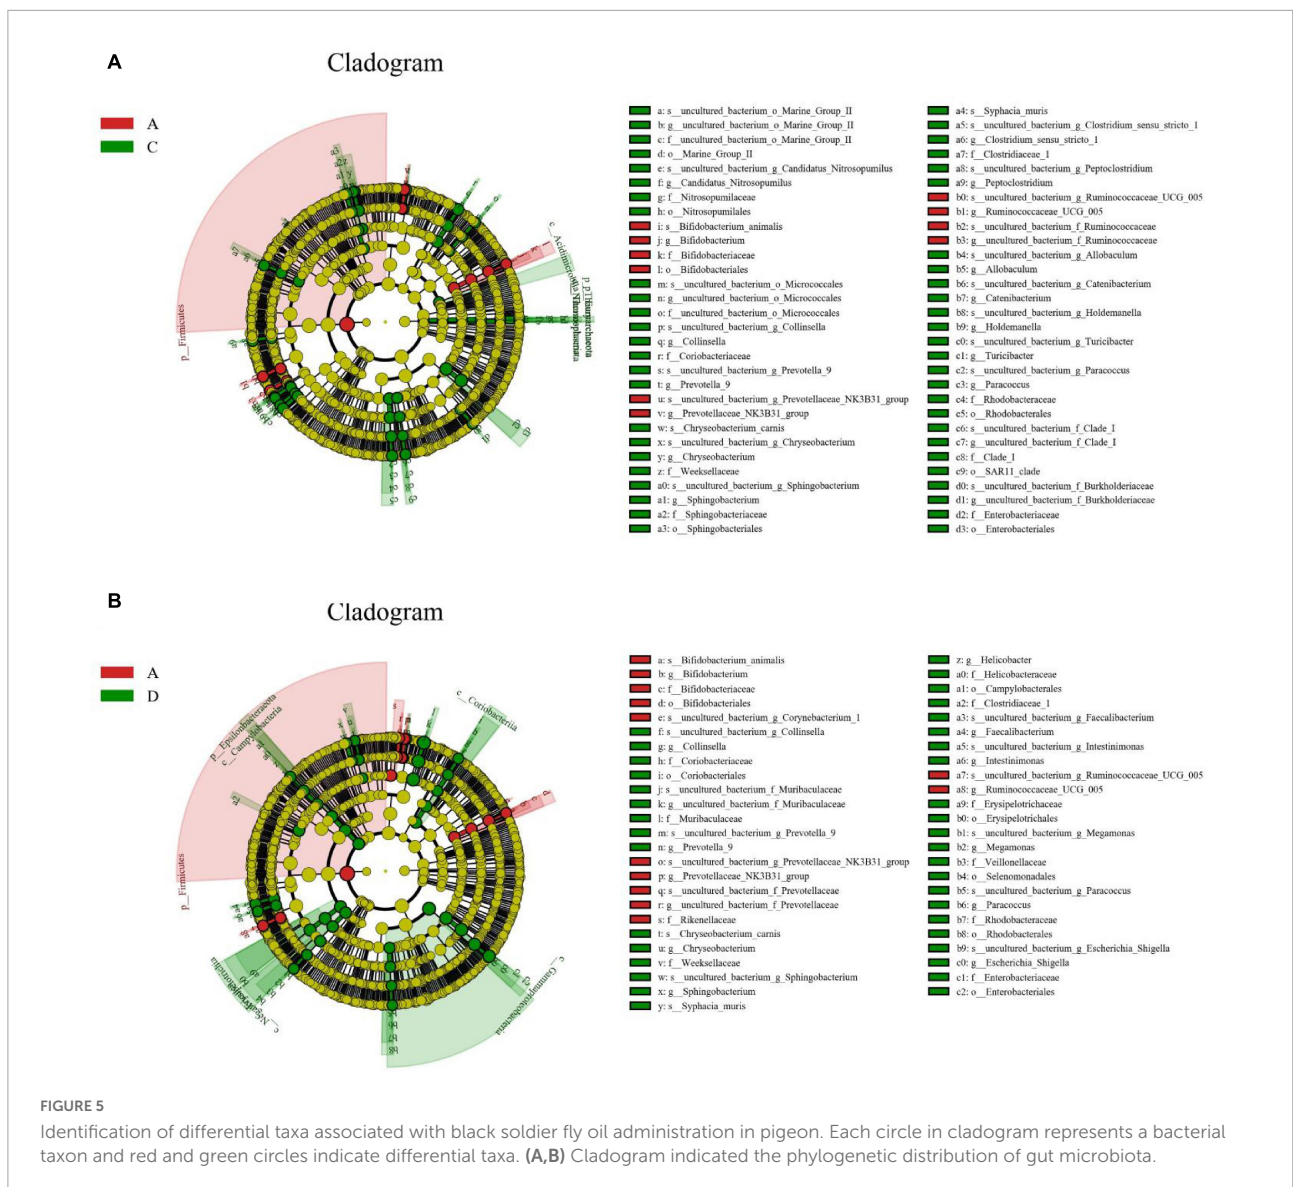 A
Cladogram
A
C
p__Firmicutes
c__Acidimicrobiia
a: s__uncultured_bacterium_o_Marine_Group_II
b: g__uncultured_bacterium_o_Marine_Group_II
c: f__uncultured_bacterium_o_Marine_Group_II
d: o__Marine_Group_II
e: s__uncultured_bacterium_g_Candidatus_Nitrosopumilus
f: g__Candidatus_Nitrosopumilus
g: f__Nitrosopumilaceae
h: o__Nitrosopumilales
i: s__Bifidobacterium_animalis
j: g__Bifidobacterium
k: f__Bifidobacteriaceae
l: o__Bifidobacteriales
m: s__uncultured_bacterium_o_Micrococcales
n: g__uncultured_bacterium_o_Micrococcales
o: f__uncultured_bacterium_o_Micrococcales
p: s__uncultured_bacterium_g_Collinsella
q: g__Collinsella
r: f__Coriobacteriaceae
s: s__uncultured_bacterium_g_Prevotella_9
t: g__Prevotella_9
u: s__uncultured_bacterium_g_Prevotellaceae_NK3B31_group
v: g__Prevotellaceae_NK3B31_group
w: s__Chryseobacterium_carnis
x: s__uncultured_bacterium_g_Chryseobacterium
y: g__Chryseobacterium
z: f__Weeksellaceae
a0: s__uncultured_bacterium_g_Sphingobacterium
a1: g__Sphingobacterium
a2: f__Sphingobacteriaceae
a3: o__Sphingobacteriales
a4: s__Syphacia_muris
a5: s__uncultured_bacterium_g_Clostridium_sensu_stricto_1
a6: g__Clostridium_sensu_stricto_1
a7: f__Clostridiaceae_1
a8: s__uncultured_bacterium_g_Peptoclostridium
a9: g__Peptoclostridium
b0: s__uncultured_bacterium_g_Ruminococcaceae_UCG_005
b1: g__Ruminococcaceae_UCG_005
b2: s__uncultured_bacterium_f_Ruminococcaceae
b3: g__uncultured_bacterium_f_Ruminococcaceae
b4: s__uncultured_bacterium_g_Allobaculum
b5: g__Allobaculum
b6: s__uncultured_bacterium_g_Catenibacterium
b7: g__Catenibacterium
b8: s__uncultured_bacterium_g_Holdemanella
b9: g__Holdemanella
c0: s__uncultured_bacterium_g_Turicibacter
c1: g__Turicibacter
c2: s__uncultured_bacterium_g_Paracoccus
c3: g__Paracoccus
c4: f__Rhodobacteraceae
c5: o__Rhodobacterales
c6: s__uncultured_bacterium_f_Clade_I
c7: g__uncultured_bacterium_f_Clade_I
c8: f__Clade_I
c9: o__SAR11_clade
d0: s__uncultured_bacterium_f_Burkholderiaceae
d1: g__uncultured_bacterium_f_Burkholderiaceae
d2: f__Enterobacteriaceae
d3: o__Enterobacteriales
B
Cladogram
A
D
p__Epsilonbacteraeota
c__Campylobacteria
c__Coriobacteriia
p__Firmicutes
c__Gammaproteobacteria
a: s__Bifidobacterium_animalis
b: g__Bifidobacterium
c: f__Bifidobacteriaceae
d: o__Bifidobacteriales
e: s__uncultured_bacterium_g_Corynebacterium_1
f: s__uncultured_bacterium_g_Collinsella
g: g__Collinsella
h: f__Coriobacteriaceae
i: o__Coriobacteriales
j: s__uncultured_bacterium_f_Muribaculaceae
k: g__uncultured_bacterium_f_Muribaculaceae
l: f__Muribaculaceae
m: s__uncultured_bacterium_g_Prevotella_9
n: g__Prevotella_9
o: s__uncultured_bacterium_g_Prevotellaceae_NK3B31_group
p: g__Prevotellaceae_NK3B31_group
q: s__uncultured_bacterium_f_Prevotellaceae
r: g__uncultured_bacterium_f_Prevotellaceae
s: f__Rikenellaceae
t: s__Chryseobacterium_carnis
u: g__Chryseobacterium
v: f__Weeksellaceae
w: s__uncultured_bacterium_g_Sphingobacterium
x: g__Sphingobacterium
y: s__Syphacia_muris
z: g__Helicobacter
a0: f__Helicobacteraceae
a1: o__Campylobacterales
a2: f__Clostridiaceae_1
a3: s__uncultured_bacterium_g_Faecalibacterium
a4: g__Faecalibacterium
a5: s__uncultured_bacterium_g_Intestinimonas
a6: g__Intestinimonas
a7: s__uncultured_bacterium_g_Ruminococcaceae_UCG_005
a8: g__Ruminococcaceae_UCG_005
a9: f__Erysipelotrichaceae
b0: o__Erysipelotrichales
b1: s__uncultured_bacterium_g_Megamonas
b2: g__Megamonas
b3: f__Veillonellaceae
b4: o__Selenomonadales
b5: s__uncultured_bacterium_g_Paracoccus
b6: g__Paracoccus
b7: f__Rhodobacteraceae
b8: o__Rhodobacterales
b9: s__uncultured_bacterium_g_Escherichia_Shigella
c0: g__Escherichia_Shigella
c1: f__Enterobacteriaceae
c2: o__Enterobacteriales
FIGURE 5
Identification of differential taxa associated with black soldier fly oil administration in pigeon. Each circle in cladogram represents a bacterial
taxon and red and green circles indicate differential taxa. (A,B) Cladogram indicated the phylogenetic distribution of gut microbiota.